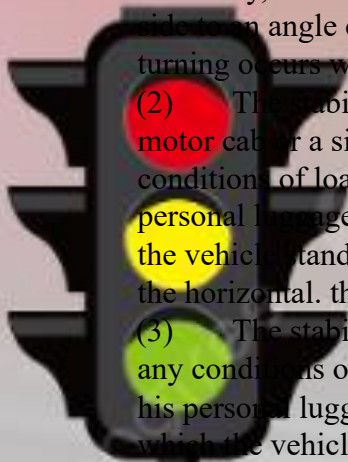 side to an angle
turning occurs w
(2) The stabi
motor cab or a si
conditions of loa
personal luggage
the vehicle stand
the horizontal. th
(3) The stabi
any conditions o
his personal lugg
which the vehicl